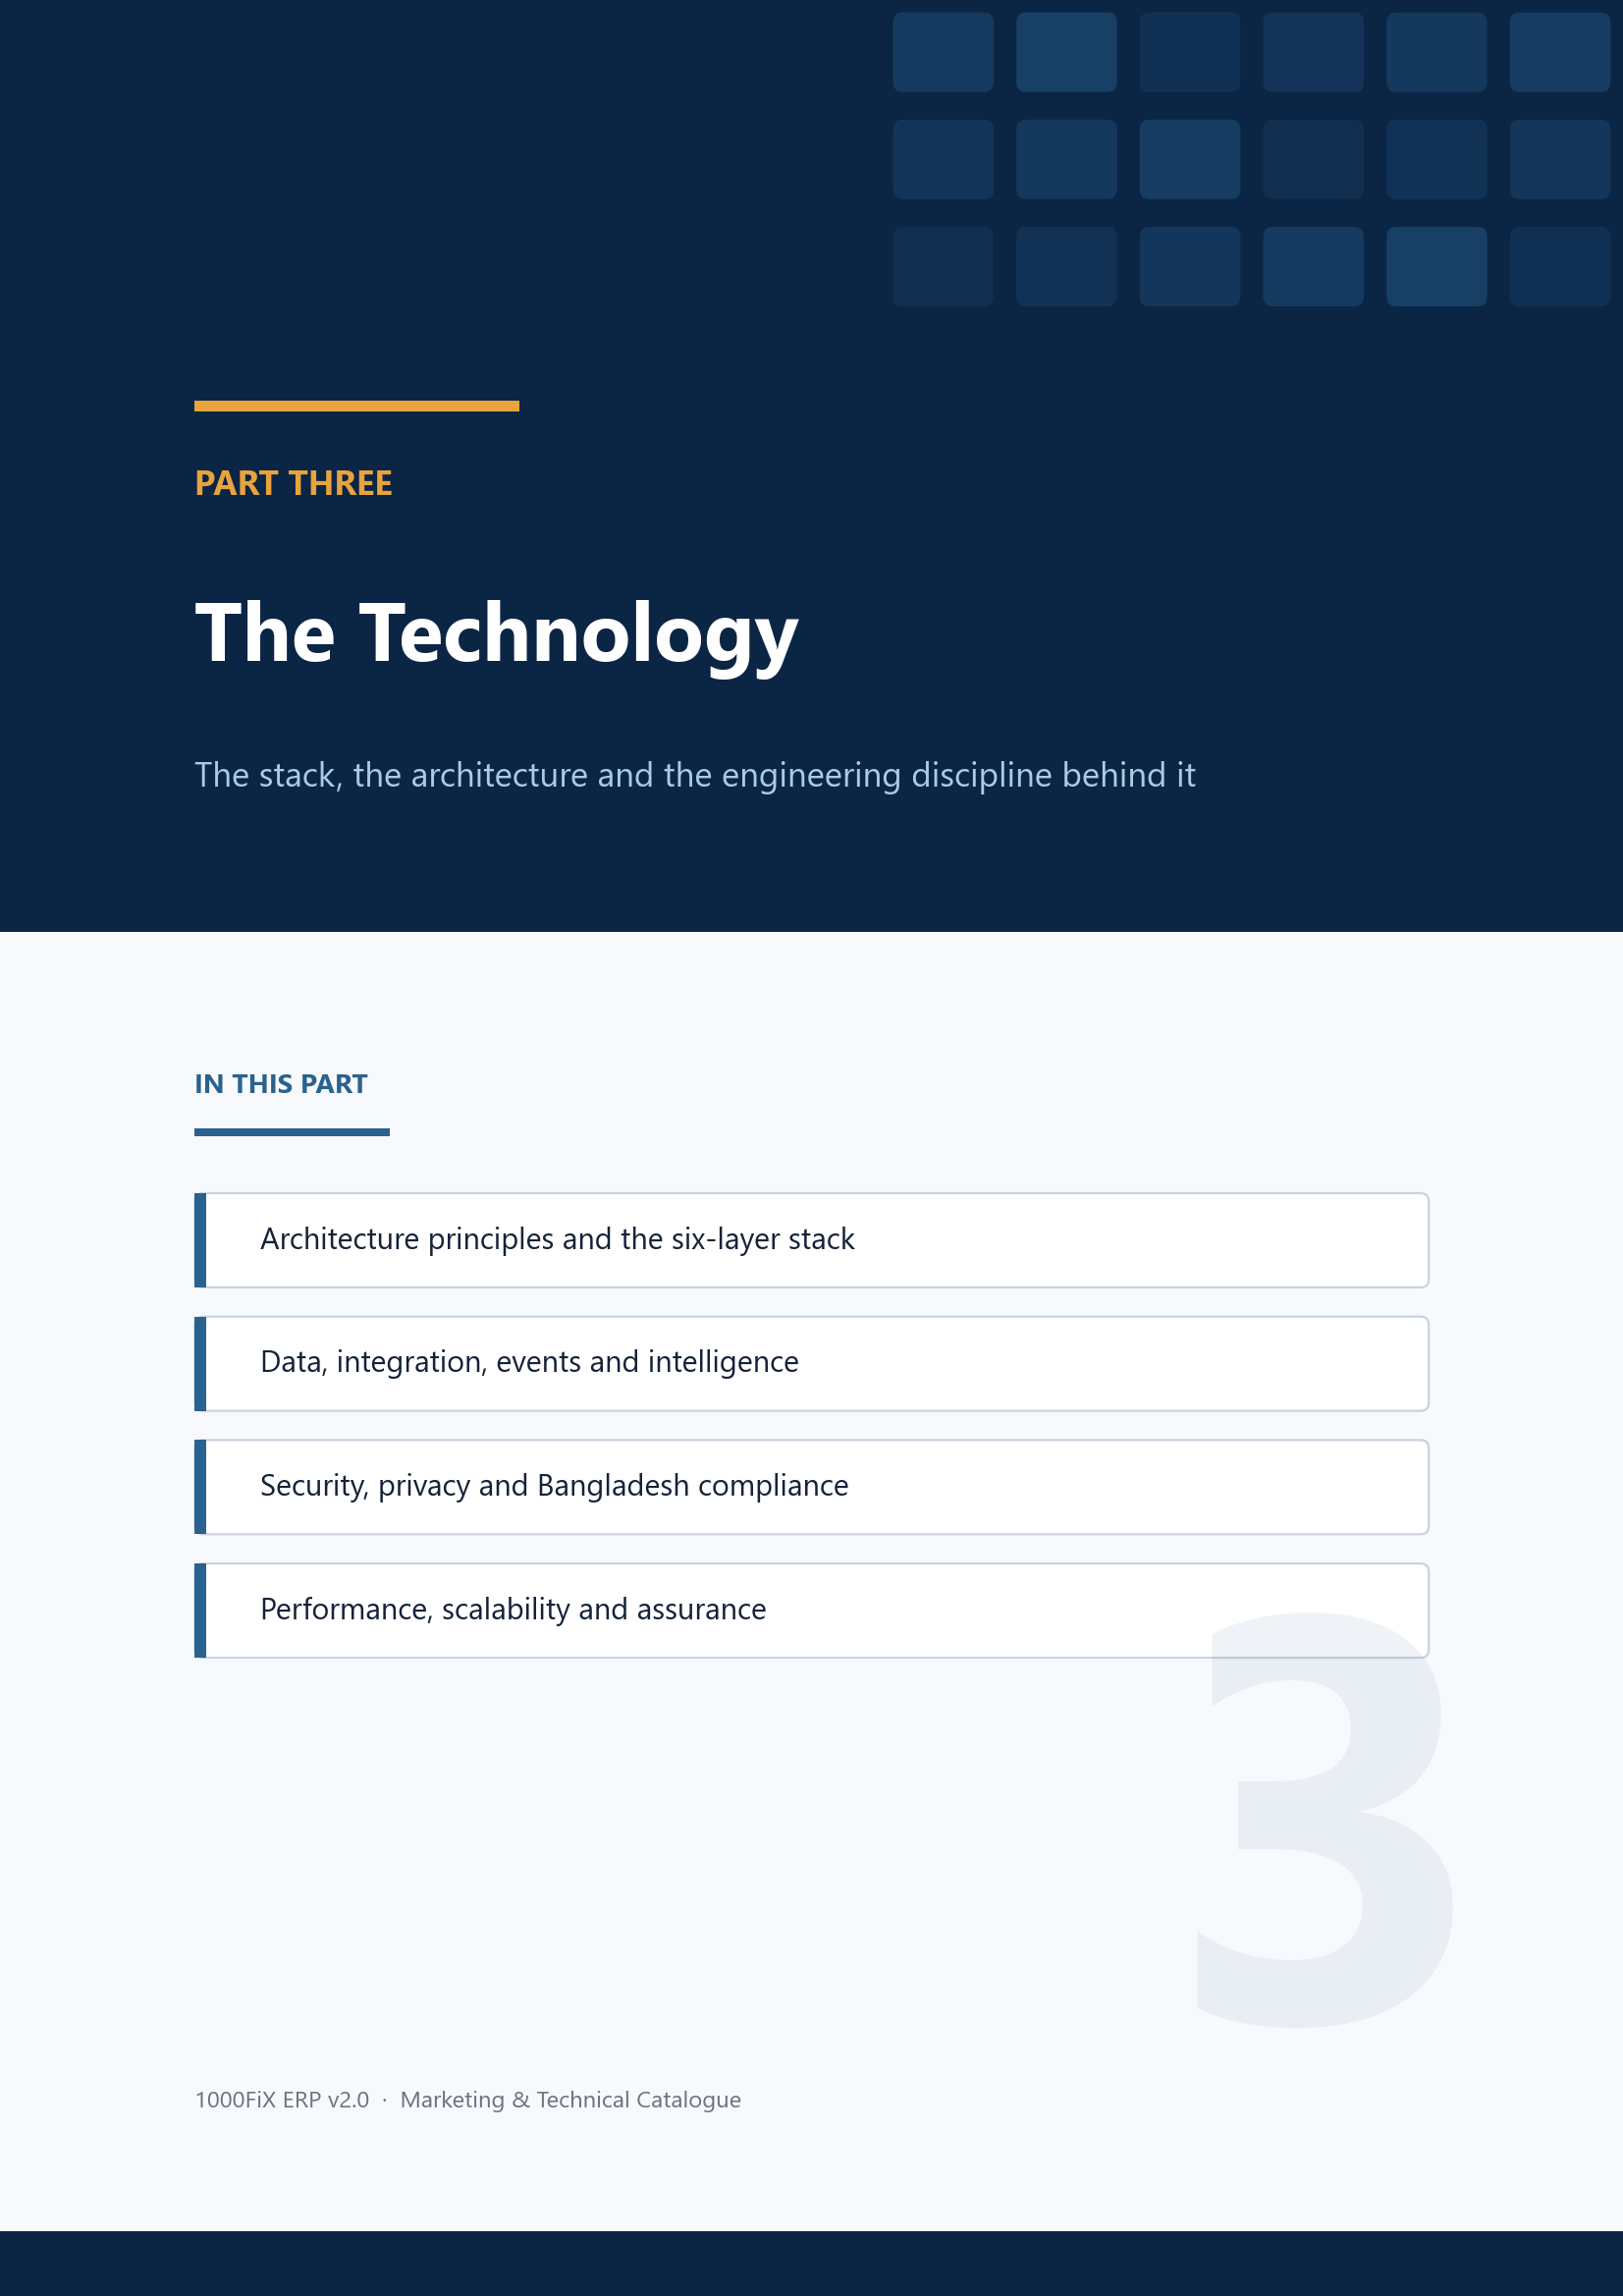 PART THREE
The Technology
The stack, the architecture and the engineering discipline behind it
IN THIS PART
Architecture principles and the six-layer stack
Data, integration, events and intelligence
Security, privacy and Bangladesh compliance
Performance, scalability and assurance
3
1000FiX ERP v2.0 · Marketing & Technical Catalogue